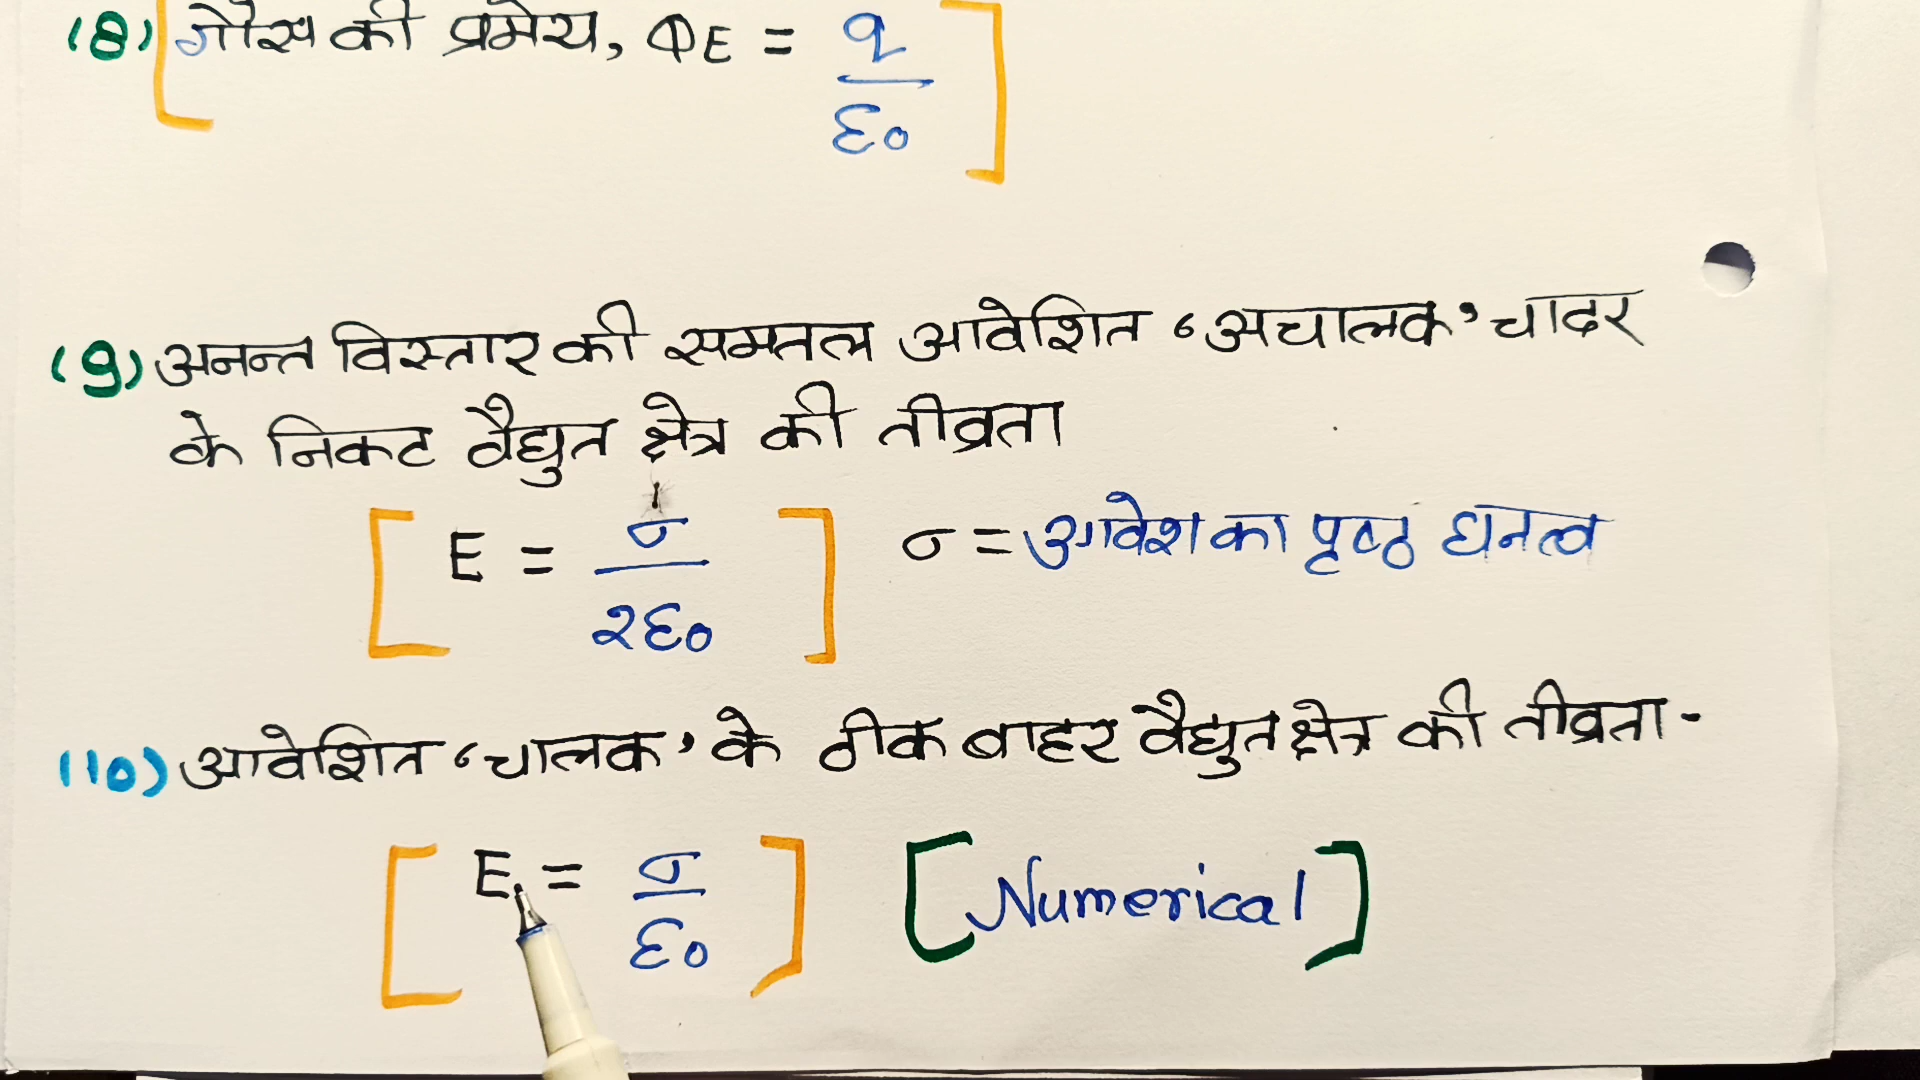 (8) गौस की प्रमेय, ΦE = q/ε0
(9) अनन्त विस्तार की समतल आवेशित ‘अचालक’ चादर
के निकट वैद्युत क्षेत्र की तीव्रता
[ E = σ/2ε0 ] σ = आवेश का पृष्ठ घनत्व
(10) आवेशित ‘चालक’ के ठीक बाहर वैद्युत क्षेत्र की तीव्रता -
[ E = σ/ε0 ] [Numerical]